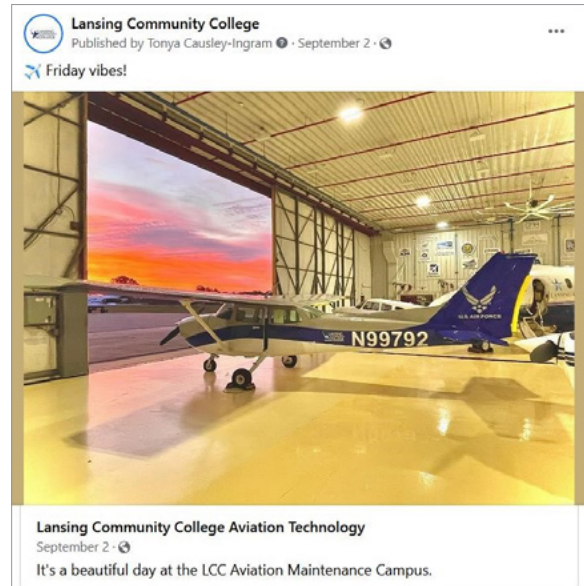 Lansing Community College
Published by Tonya Causley-Ingram · September 2 ·
Friday vibes!
U.S. AIR FORCE
N99792
Lansing Community College Aviation Technology
September 2 ·
It's a beautiful day at the LCC Aviation Maintenance Campus.